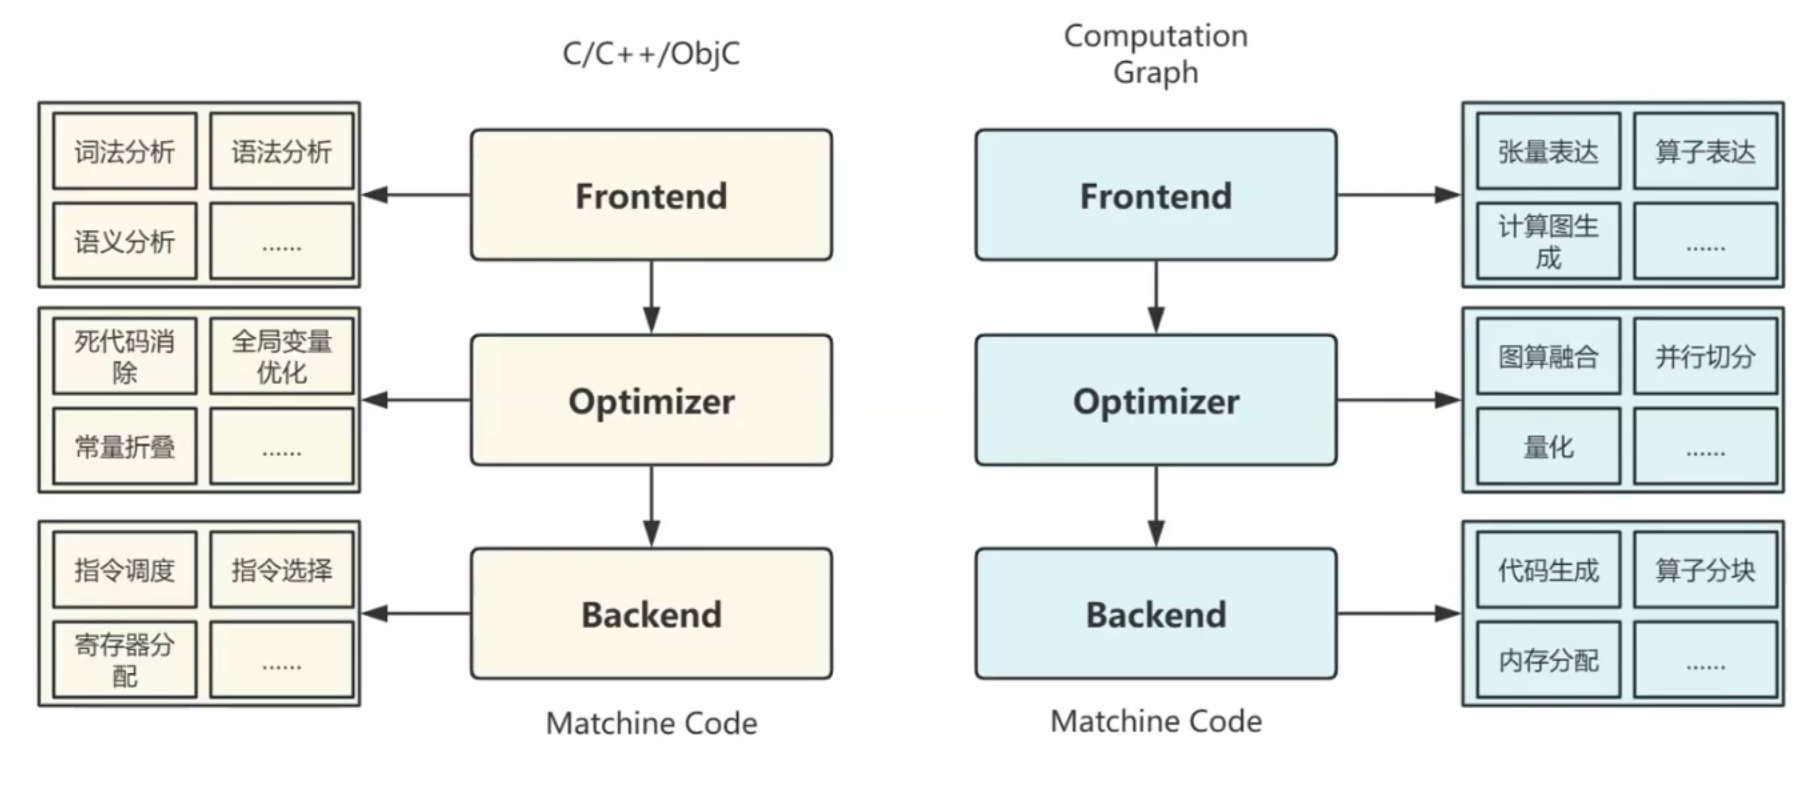 C/C++/ObjC
Computation
Graph
词法分析
语法分析
语义分析
......
Frontend
Frontend
张量表达
算子表达
计算图生
成
......
死代码消
除
全局变量
优化
常量折叠
......
Optimizer
Optimizer
图算融合
并行切分
量化
......
指令调度
指令选择
寄存器分
配
......
Backend
Backend
代码生成
算子分块
内存分配
......
Matchine Code
Matchine Code